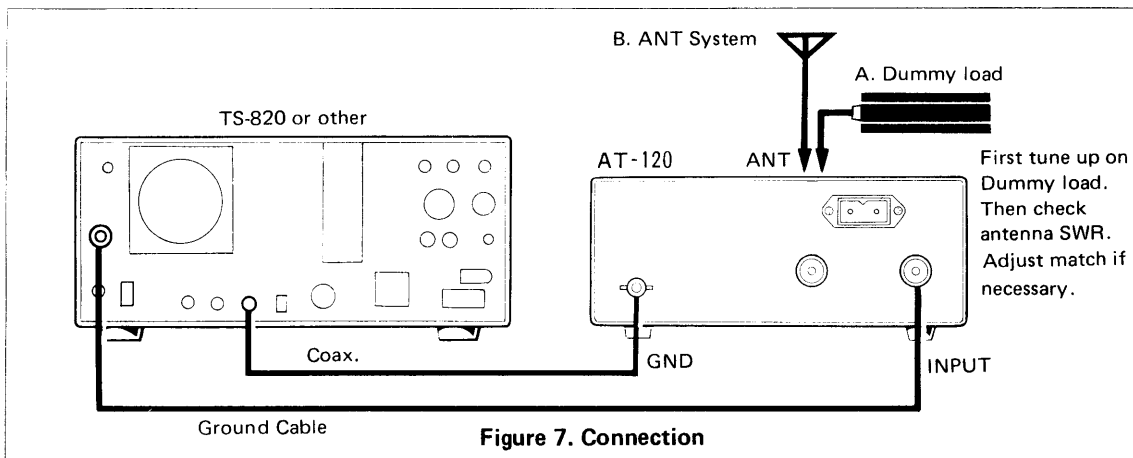 B. ANT System
A. Dummy load
TS-820 or other
AT-120
ANT
First tune up on
Dummy load.
Then check
antenna SWR.
Adjust match if
necessary.
Coax.
GND
INPUT
Ground Cable
Figure 7. Connection